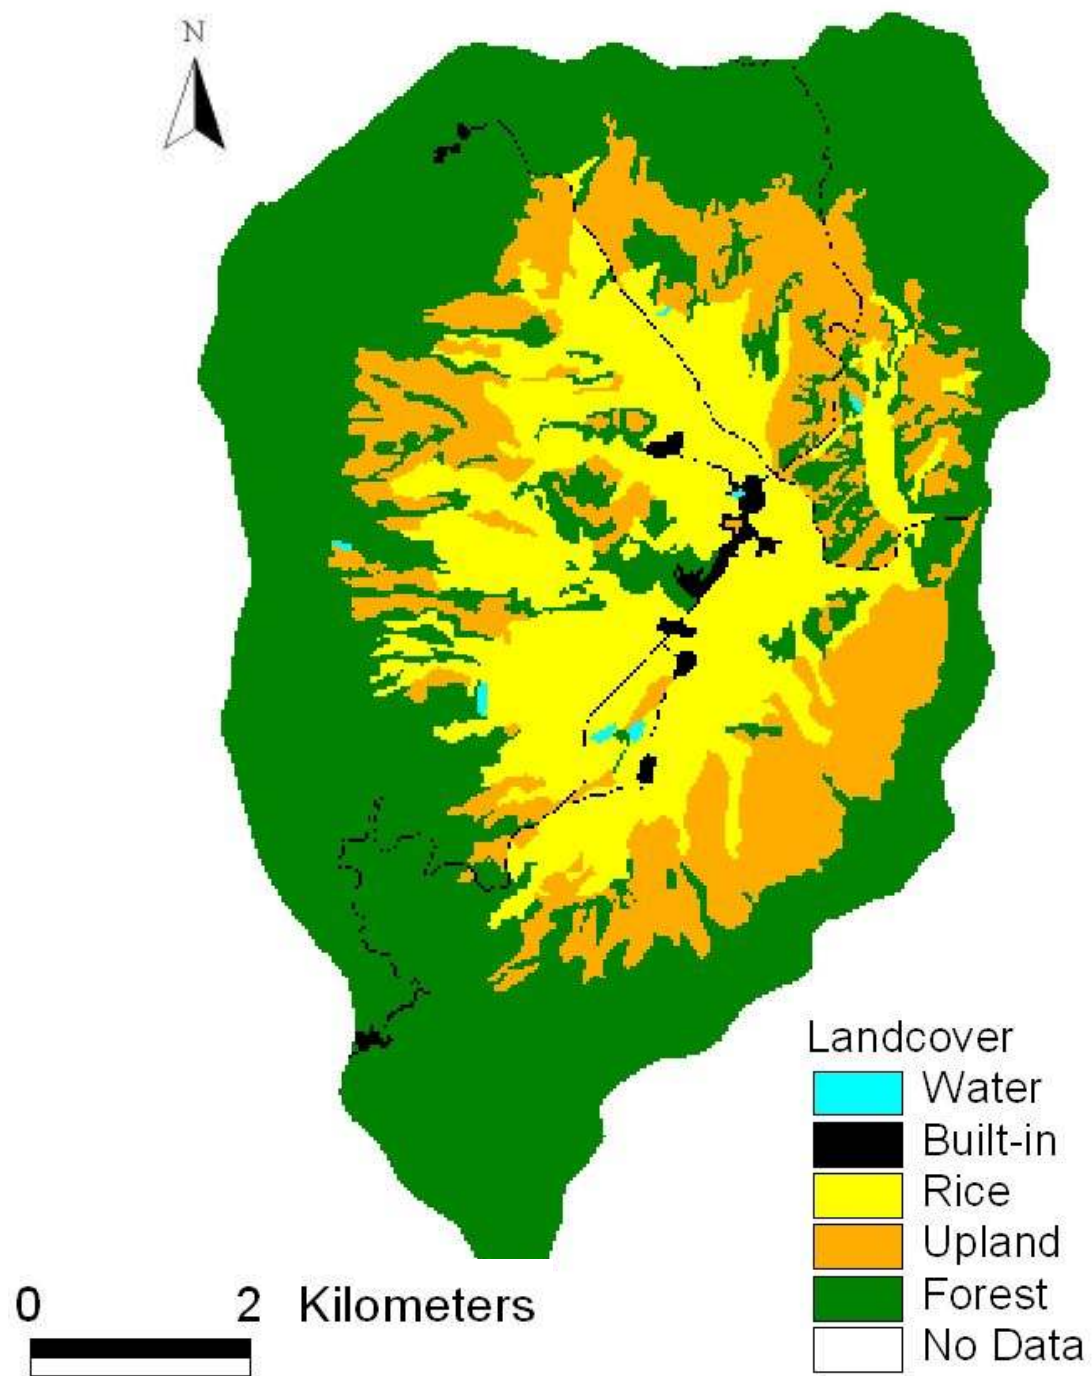 N
Landcover
Water
Built-in
Rice
Upland
Forest
No Data
0 2 Kilometers